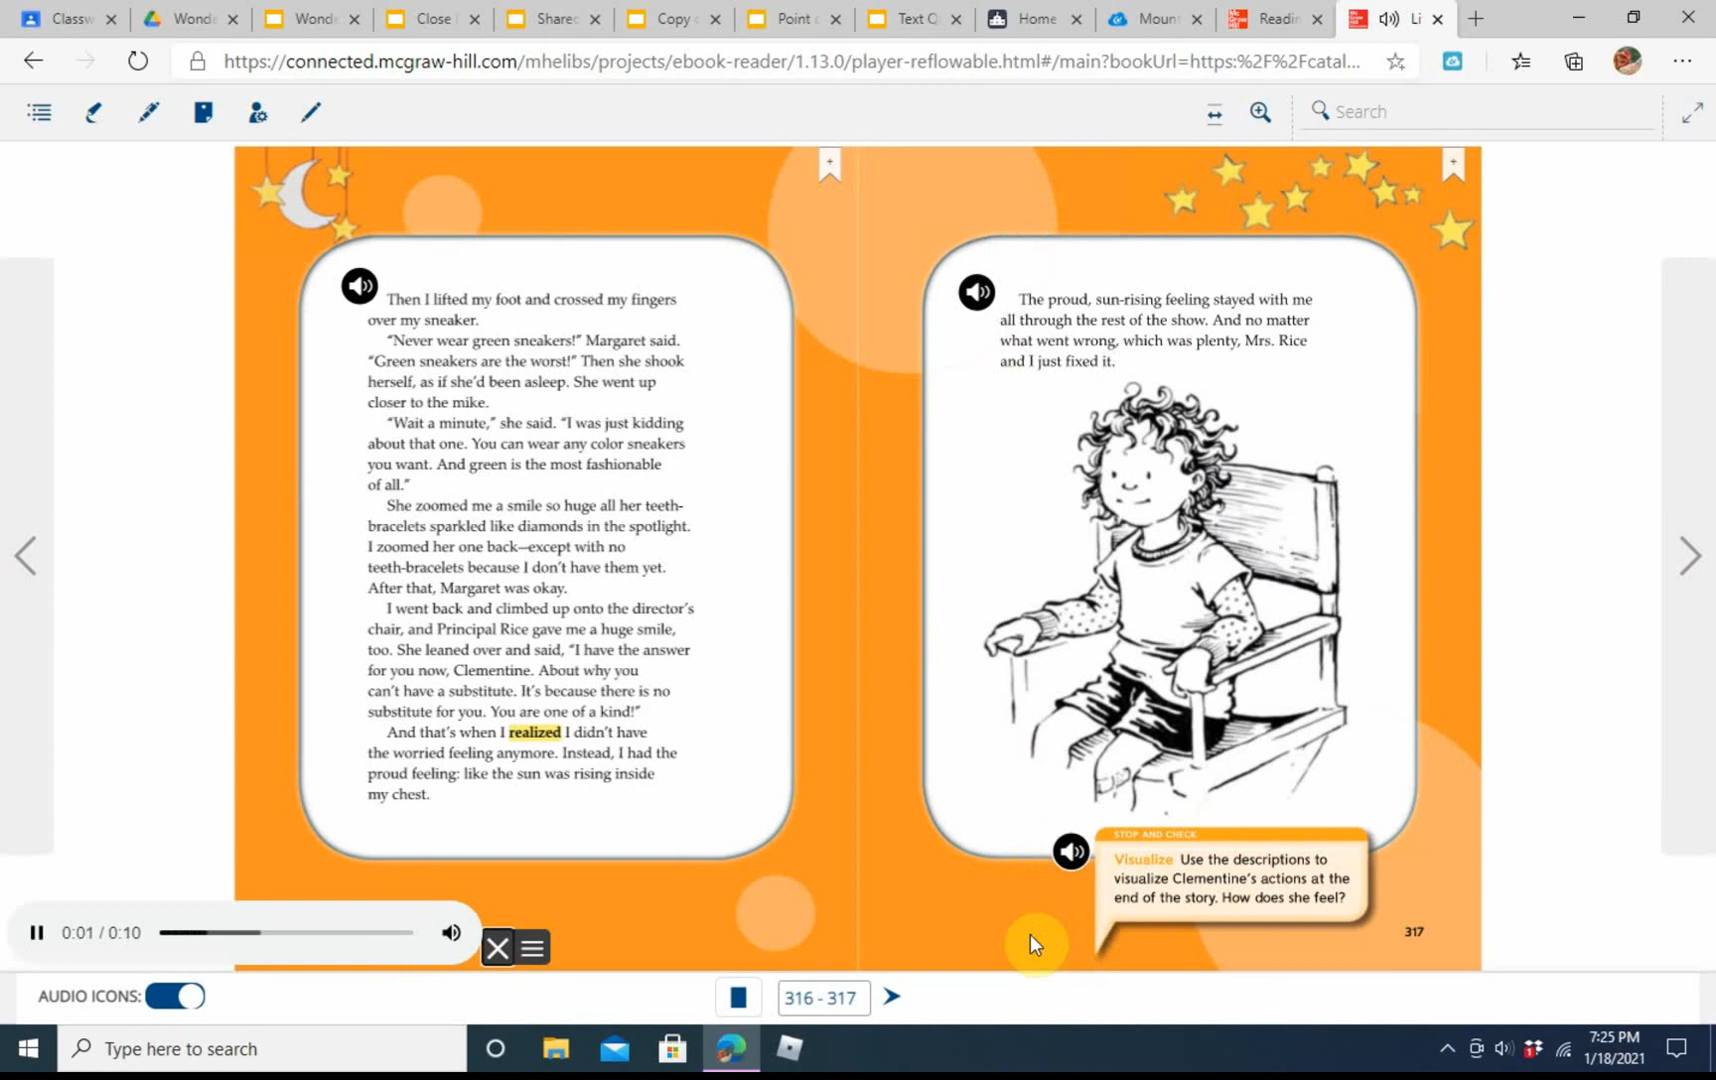 Classw
Wonde
Wonde
Close
Shared
Copy
Point
Text Q
Home
Mount
Readin
Li
https://connected.mcgraw-hill.com/mhelibs/projects/ebook-reader/1.13.0/player-reflowable.html#/main?bookUrl=https:%2F%2Fcatal...
Search
Then I lifted my foot and crossed my fingers
over my sneaker.
“Never wear green sneakers!” Margaret said.
“Green sneakers are the worst!” Then she shook
herself, as if she’d been asleep. She went up
closer to the mike.
“Wait a minute,” she said. “I was just kidding
about that one. You can wear any color sneakers
you want. And green is the most fashionable
of all.”
She zoomed me a smile so huge all her teeth-
bracelets sparkled like diamonds in the spotlight.
I zoomed her one back—except with no
teeth-bracelets because I don’t have them yet.
After that, Margaret was okay.
I went back and climbed up onto the director’s
chair, and Principal Rice gave me a huge smile,
too. She leaned over and said, “I have the answer
for you now, Clementine. About why you
can’t have a substitute. It’s because there is no
substitute for you. You are one of a kind!”
And that’s when I realized I didn’t have
the worried feeling anymore. Instead, I had the
proud feeling: like the sun was rising inside
my chest.
The proud, sun-rising feeling stayed with me
all through the rest of the show. And no matter
what went wrong, which was plenty, Mrs. Rice
and I just fixed it.
STOP AND CHECK
Visualize Use the descriptions to
visualize Clementine’s actions at the
end of the story. How does she feel?
317
0:01 / 0:10
AUDIO ICONS:
316 - 317
Type here to search
7:25 PM
1/18/2021